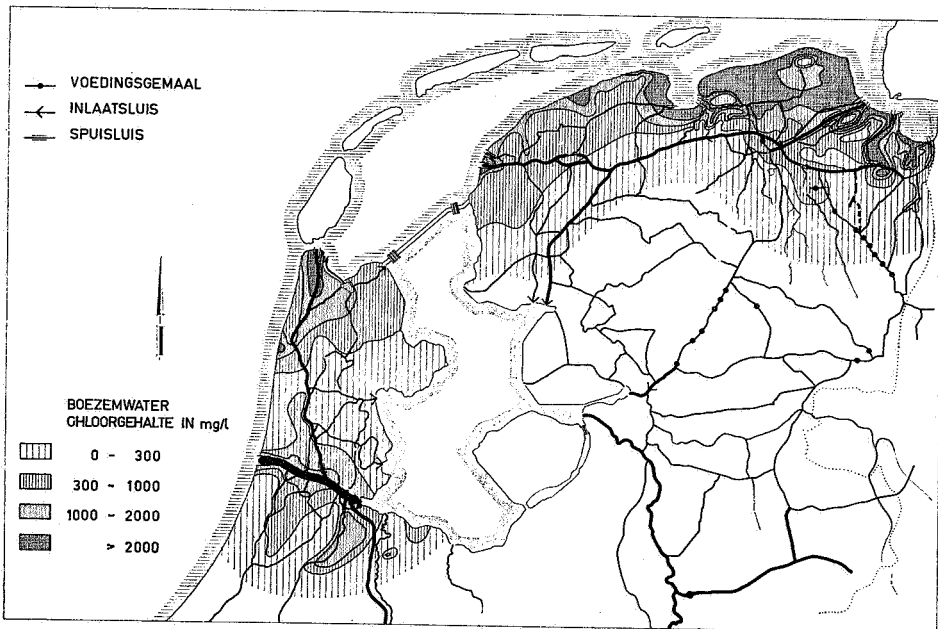 VOEDINGSGEMAAL
INLAATSLUIS
SPUISLUIS
BOEZEMWATER
CHLOORGEHALTE IN mg/l
0 - 300
300 - 1000
1000 - 2000
> 2000